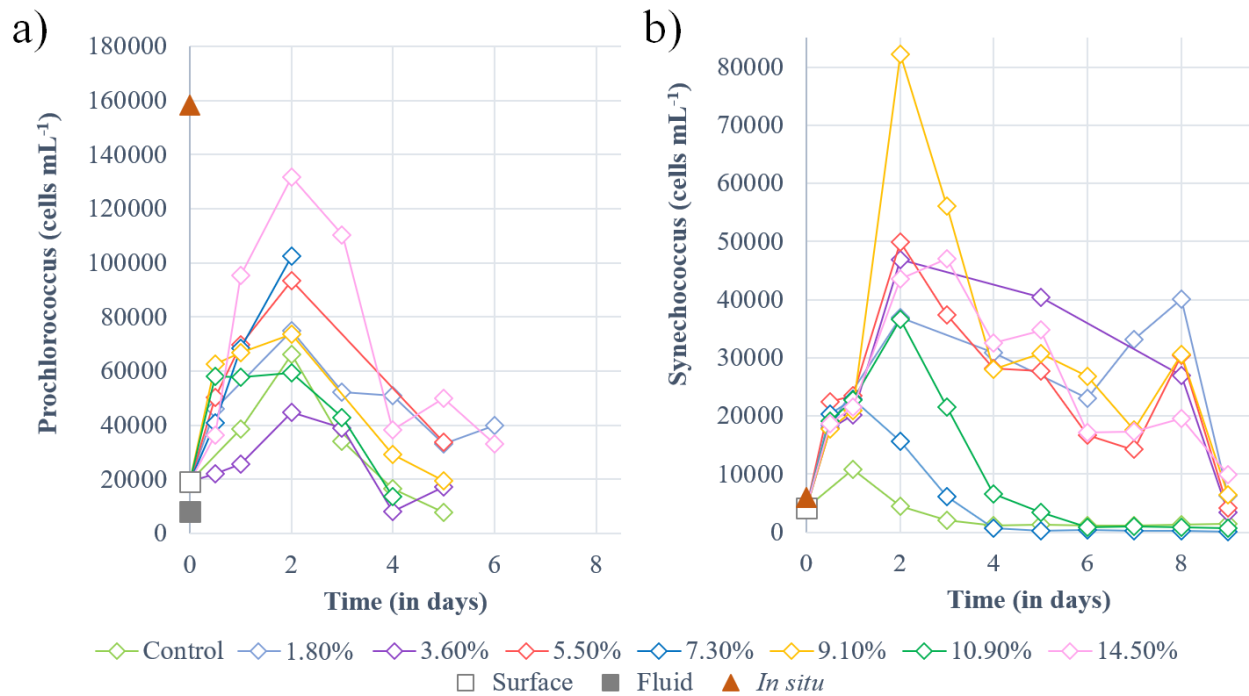 a)
180000
160000
140000
120000
100000
80000
60000
40000
20000
0
Prochlorococcus (cells mL⁻¹)
0 2 4 6 8
Time (in days)
b)
80000
70000
60000
50000
40000
30000
20000
10000
0
Synechococcus (cells mL⁻¹)
0 2 4 6 8
Time (in days)
Control 1.80% 3.60% 5.50% 7.30% 9.10% 10.90% 14.50%
Surface Fluid In situ